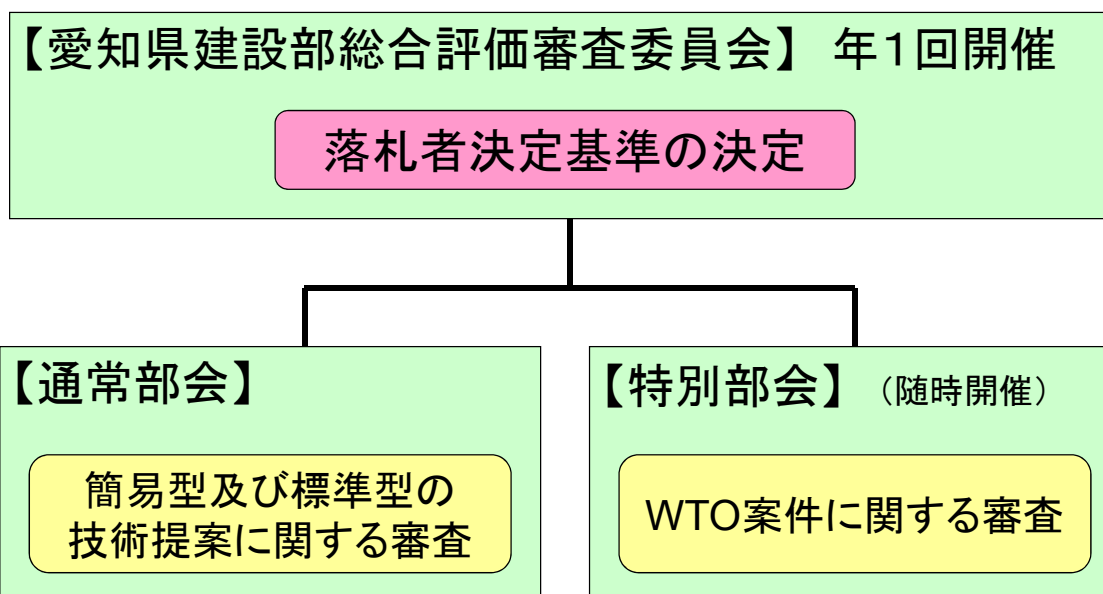 【愛知県建設部総合評価審査委員会】 年1回開催
落札者決定基準の決定
【通常部会】
簡易型及び標準型の
技術提案に関する審査
【特別部会】（随時開催）
WTO案件に関する審査